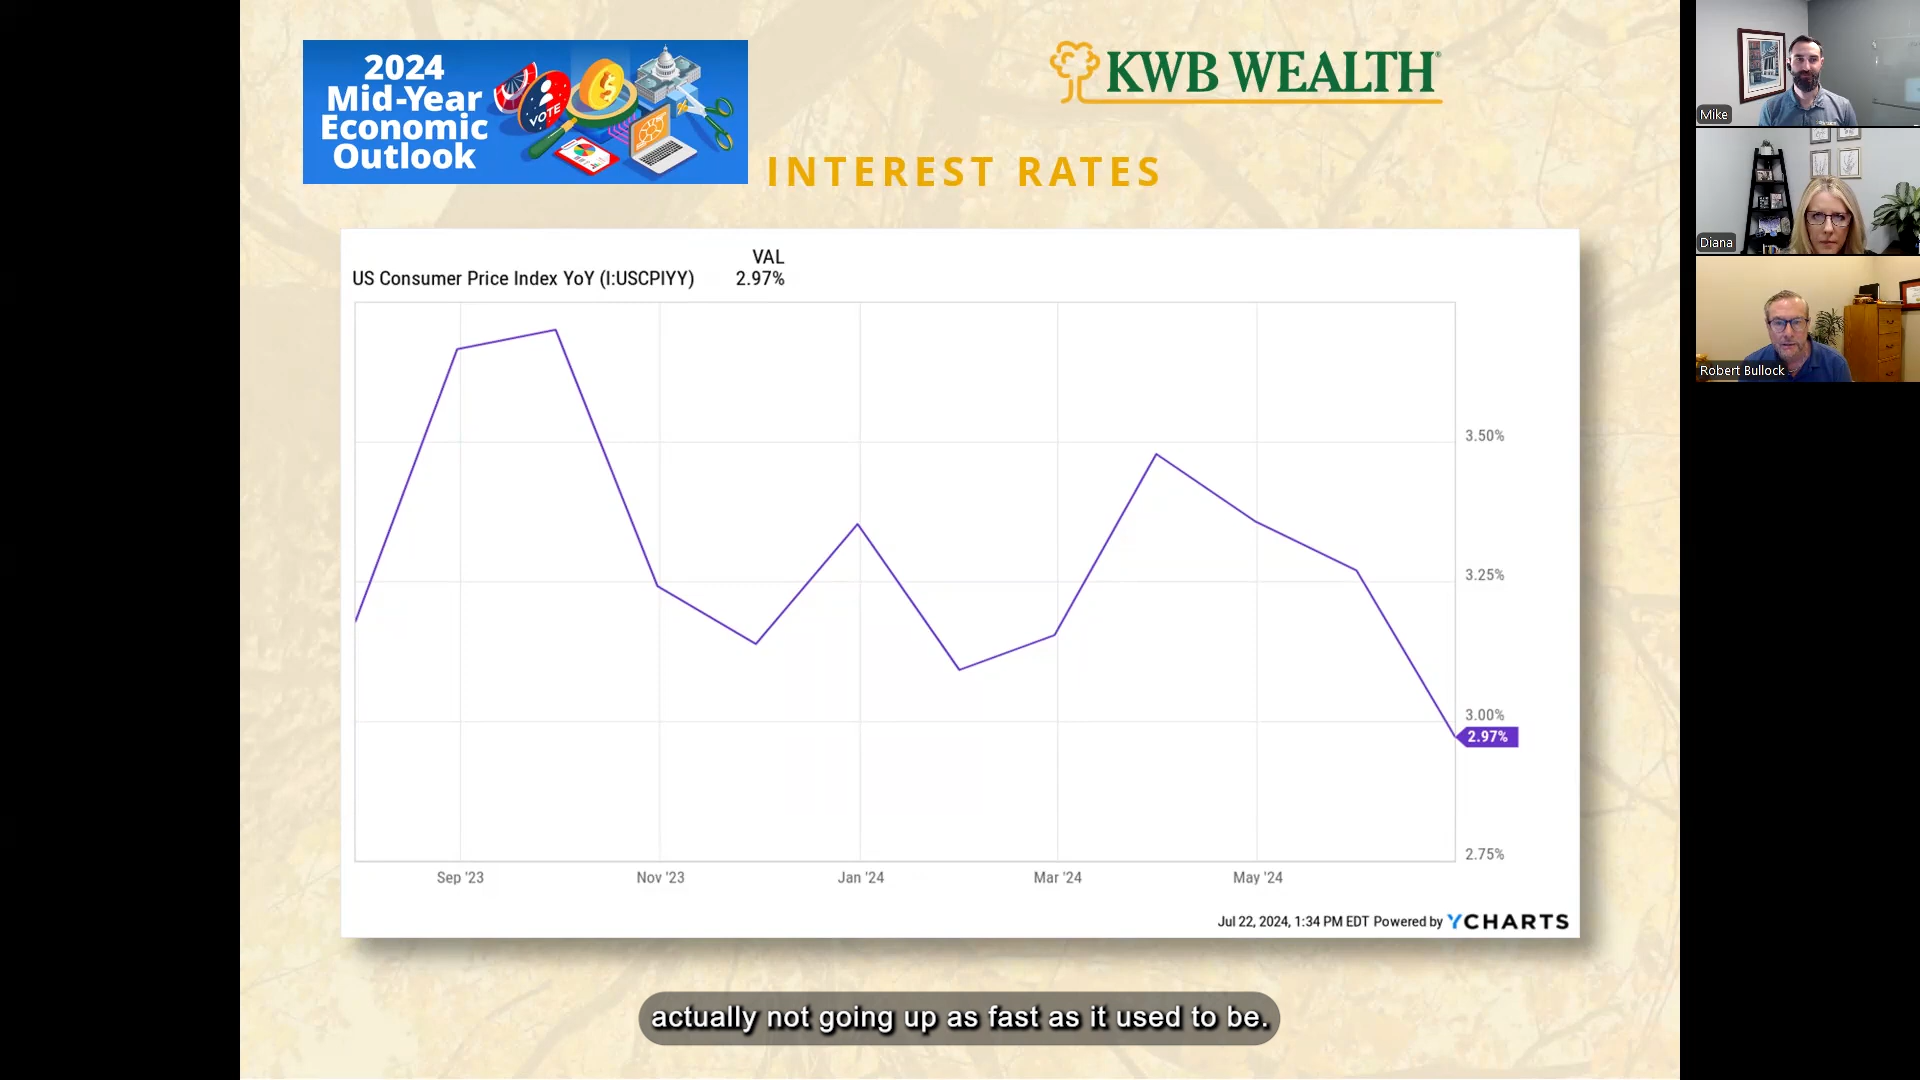 2024
Mid-Year
Economic
Outlook
VOTE
KWB WEALTH®
INTEREST RATES
VAL
US Consumer Price Index YoY (I:USCPIYY) 2.97%
3.50%
3.25%
3.00%
2.97%
2.75%
Sep '23 Nov '23 Jan '24 Mar '24 May '24
Jul 22, 2024, 1:34 PM EDT Powered by YCHARTS
actually not going up as fast as it used to be.
Mike
Diana
Robert Bullock